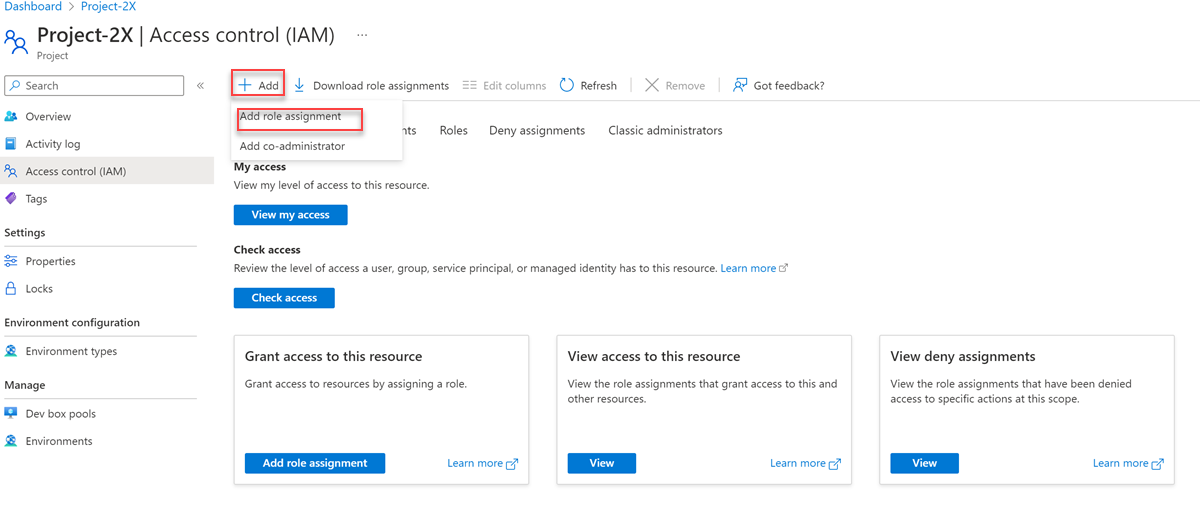 Dashboard > Project-2X
Project-2X | Access control (IAM) ...
Project
Search «
Overview
Activity log
Access control (IAM)
Tags
Settings
Properties
Locks
Environment configuration
Environment types
Manage
Dev box pools
Environments
+ Add Download role assignments Edit columns Refresh Remove Got feedback?
Add role assignment
Add co-administrator
Roles Deny assignments Classic administrators
My access
View my level of access to this resource.
View my access
Check access
Review the level of access a user, group, service principal, or managed identity has to this resource. Learn more
Check access
Grant access to this resource
Grant access to resources by assigning a role.
Add role assignment Learn more
View access to this resource
View the role assignments that grant access to this and
other resources.
View Learn more
View deny assignments
View the role assignments that have been denied
access to specific actions at this scope.
View Learn more